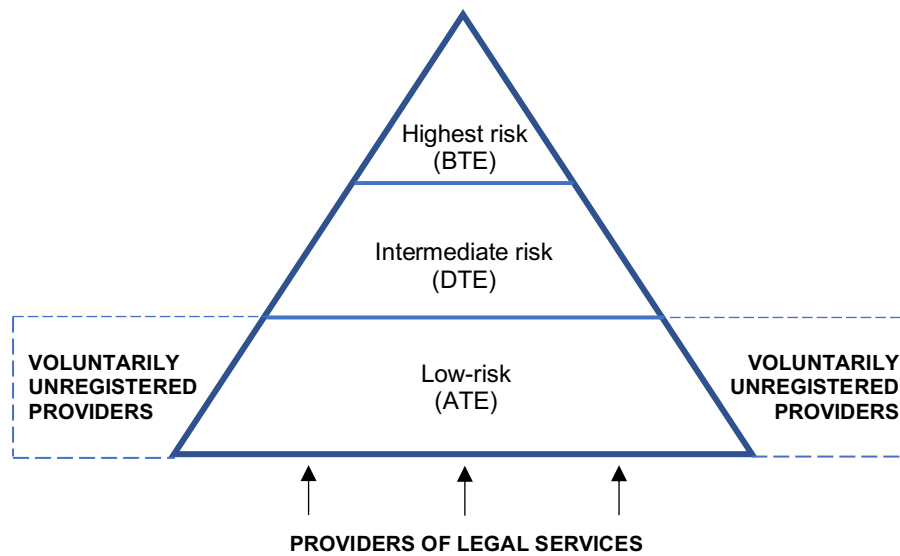 Highest risk
(BTE)
Intermediate risk
(DTE)
VOLUNTARILY
UNREGISTERED
PROVIDERS
Low-risk
(ATE)
VOLUNTARILY
UNREGISTERED
PROVIDERS
PROVIDERS OF LEGAL SERVICES